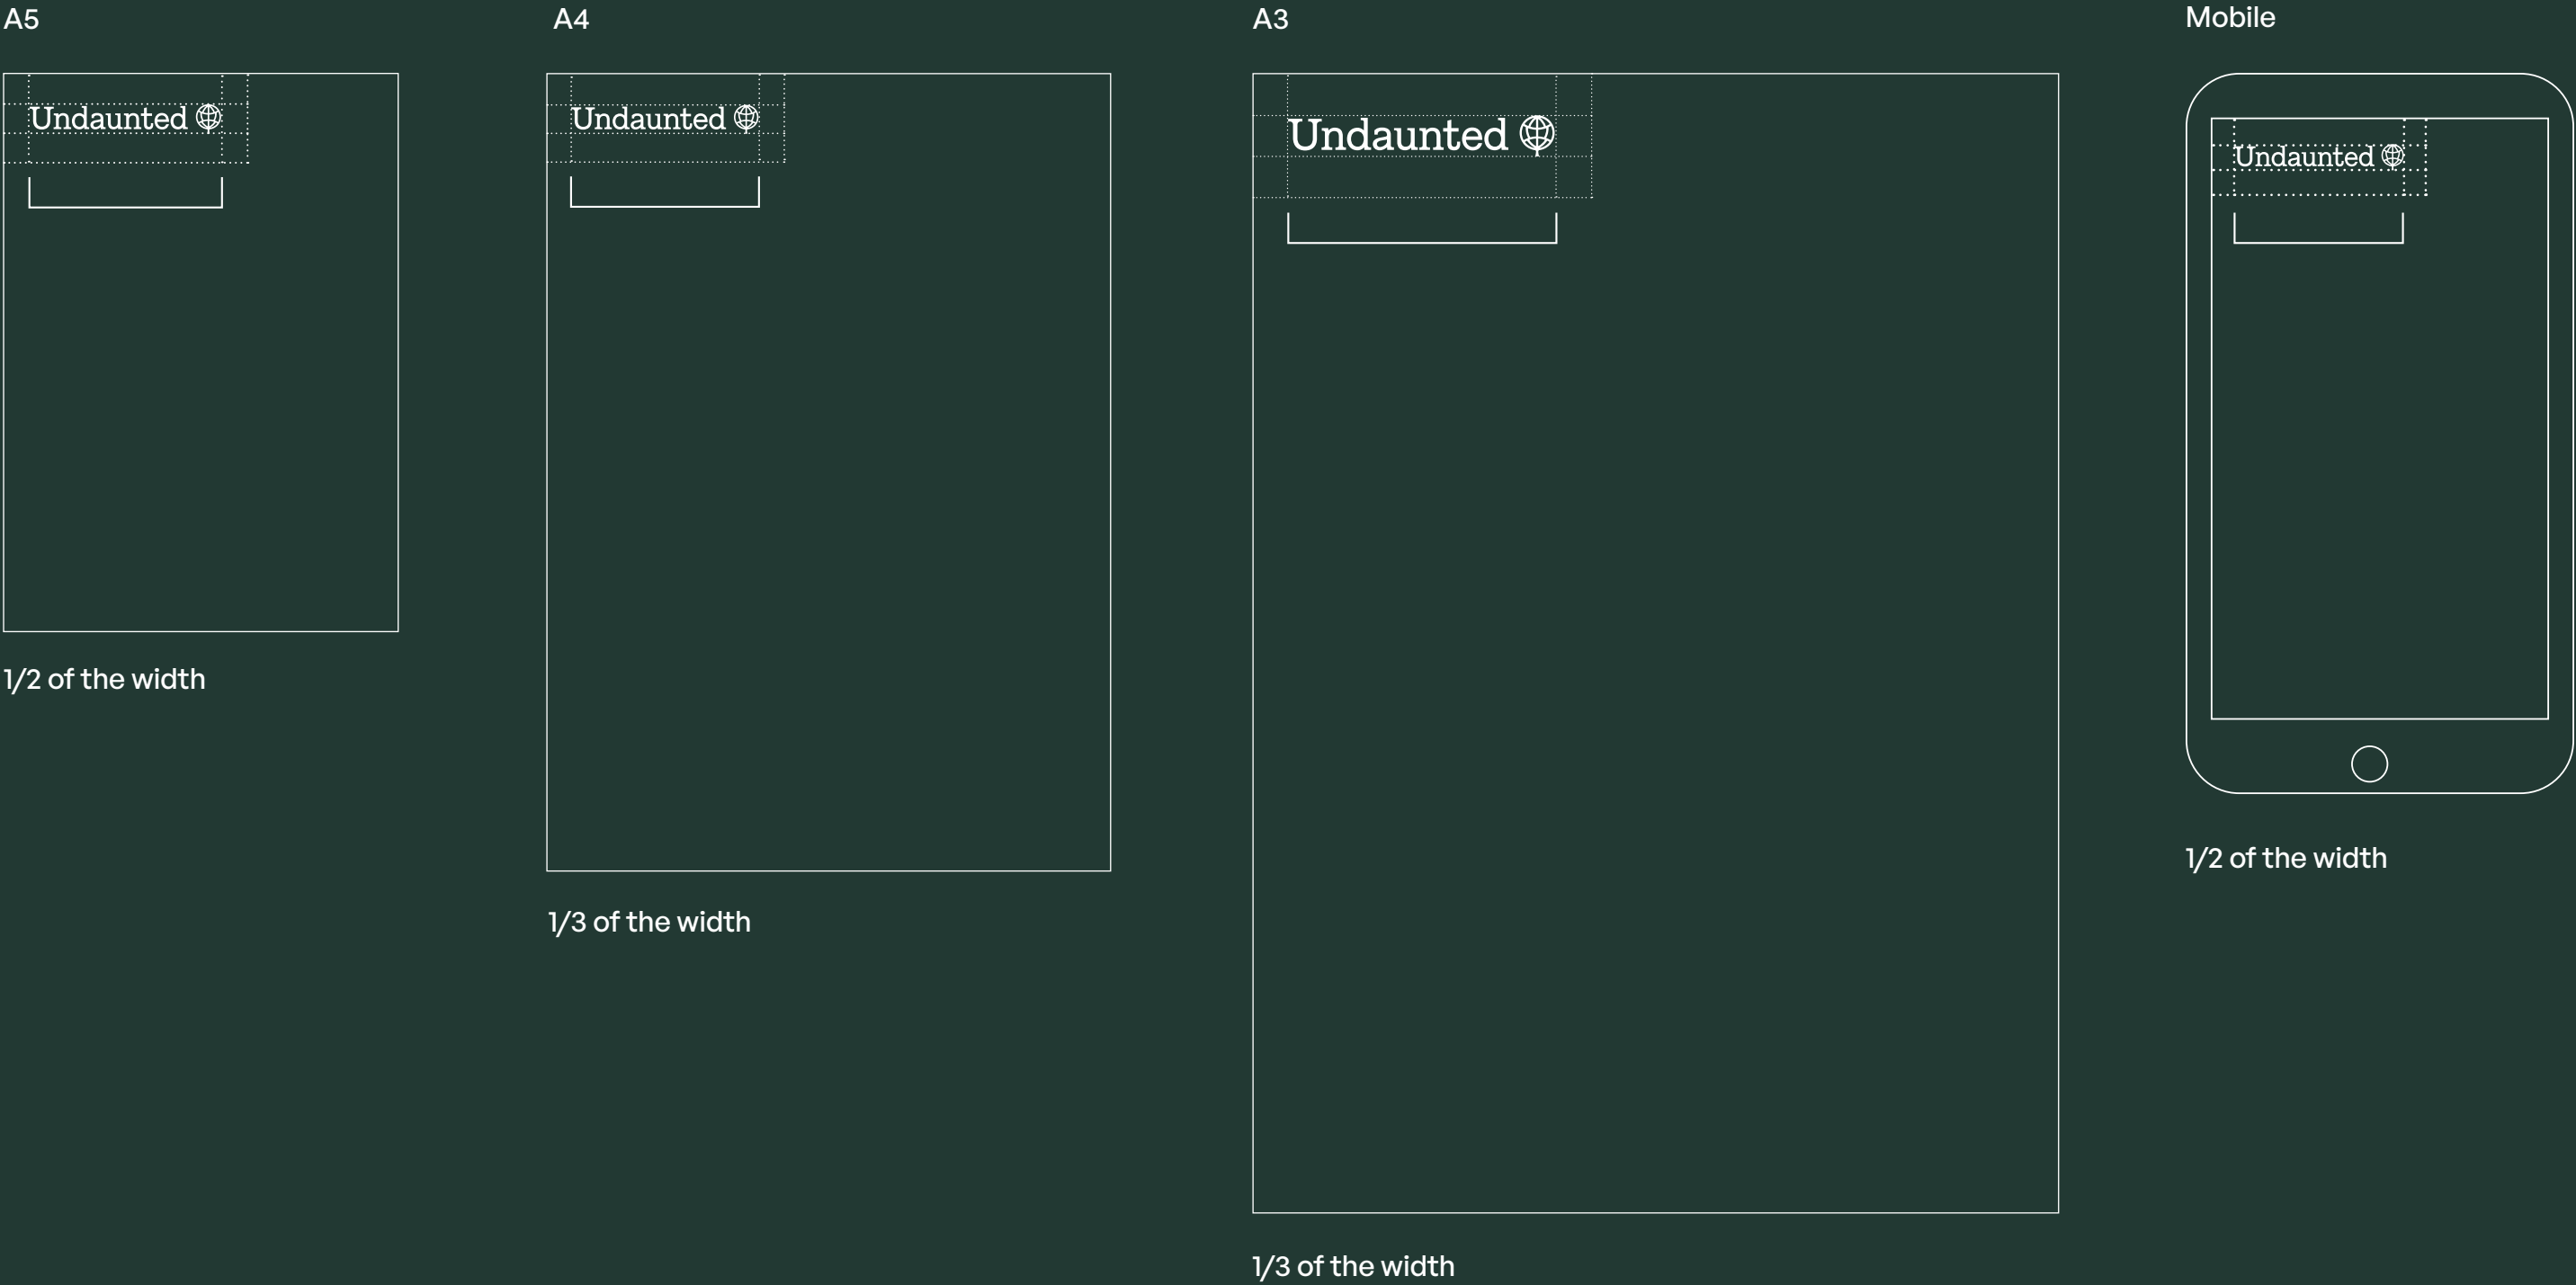 A5
A4
A3
Mobile
Undaunted
Undaunted
Undaunted
Undaunted
1/2 of the width
1/3 of the width
1/3 of the width
1/2 of the width